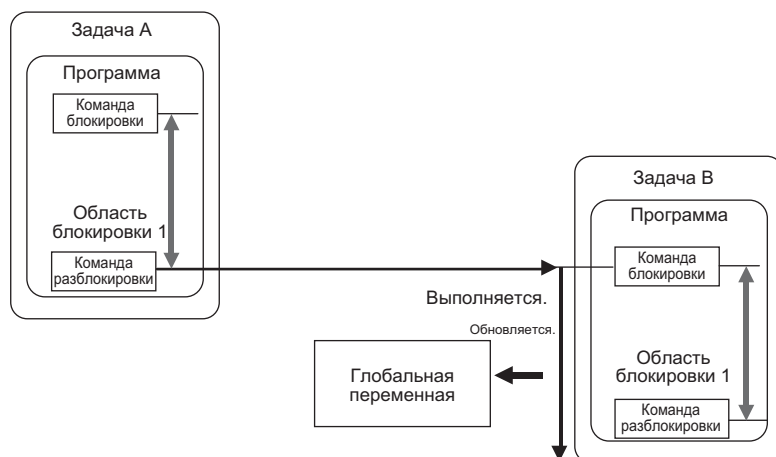 Задача A
Программа
Команда
блокировки
Область
блокировки 1
Команда
разблокировки
Задача B
Программа
Команда
блокировки
Выполняется.
Обновляется.
Глобальная
переменная
Область
блокировки 1
Команда
разблокировки